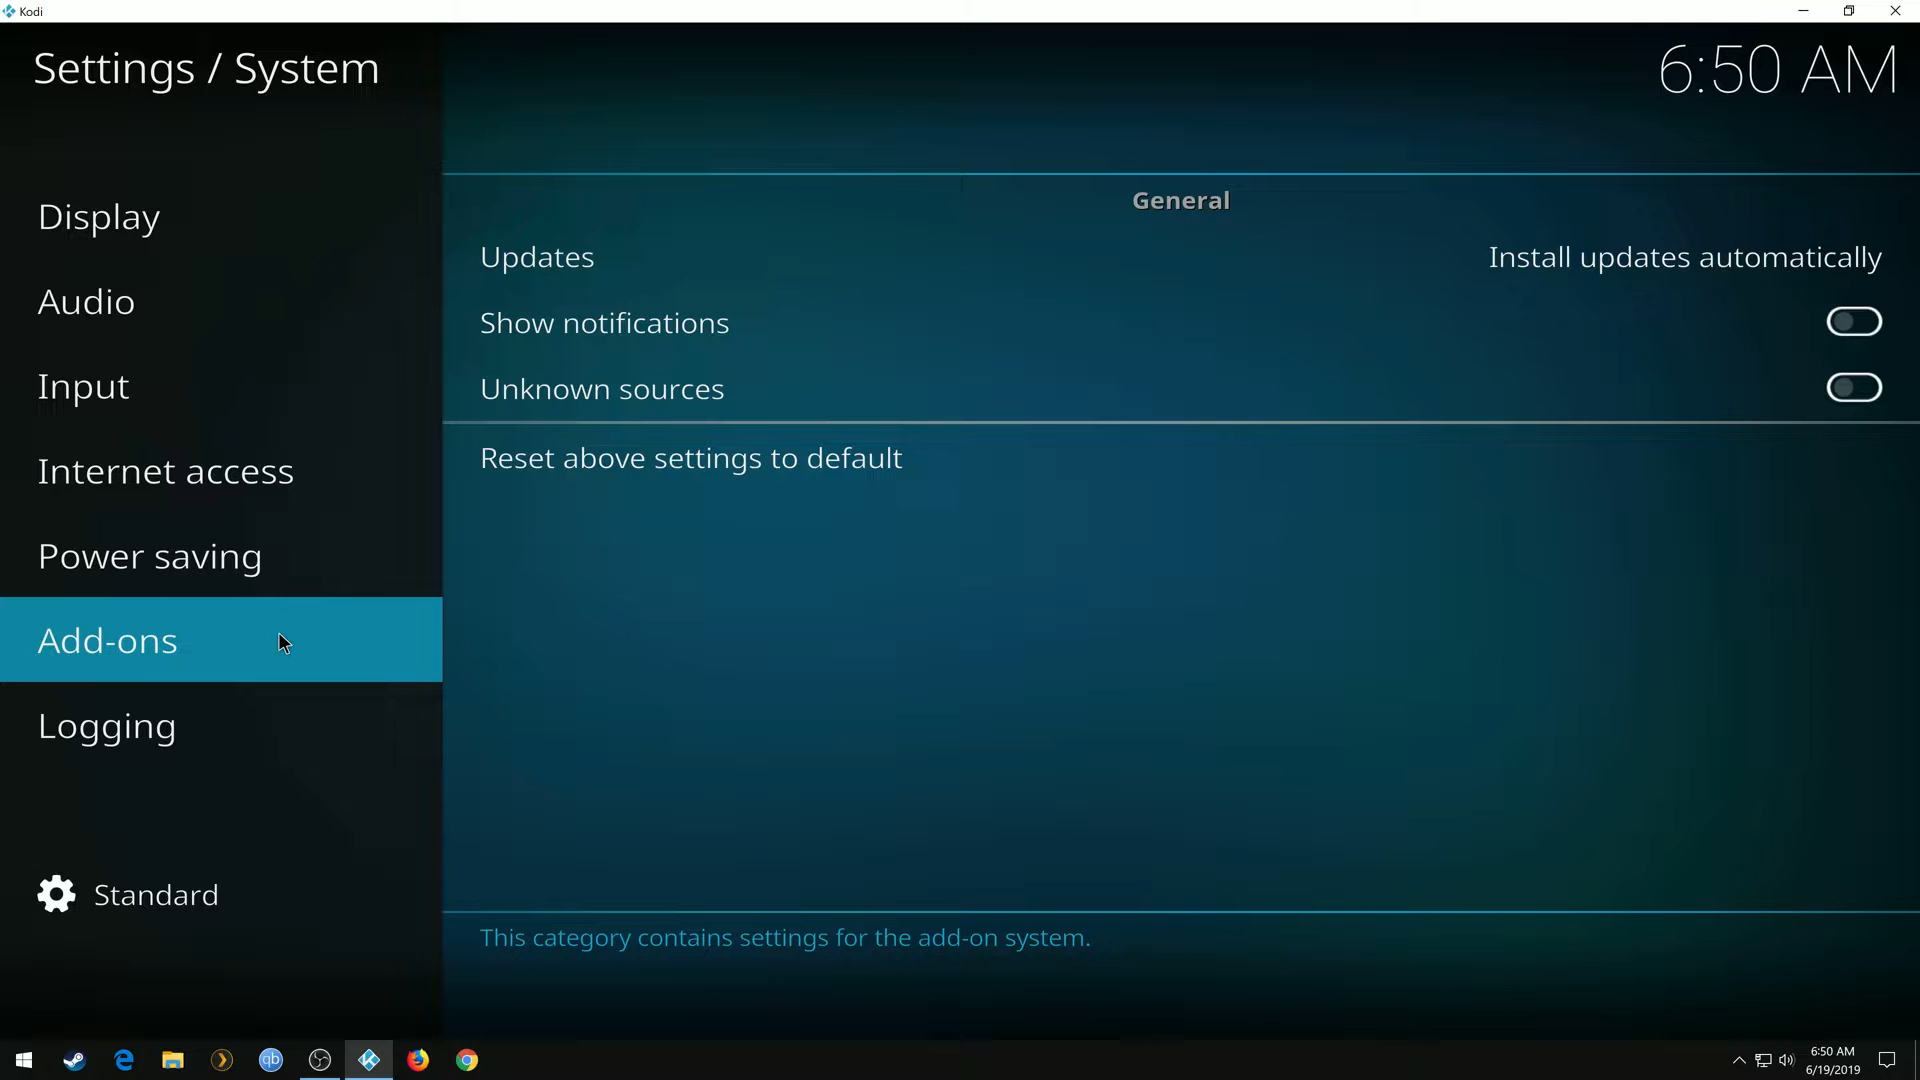 Kodi
Settings / System
6:50 AM
Display
Audio
Input
Internet access
Power saving
Add-ons
Logging
Standard
General
Updates
Install updates automatically
Show notifications
Unknown sources
Reset above settings to default
This category contains settings for the add-on system.
qb
6:50 AM
6/19/2019